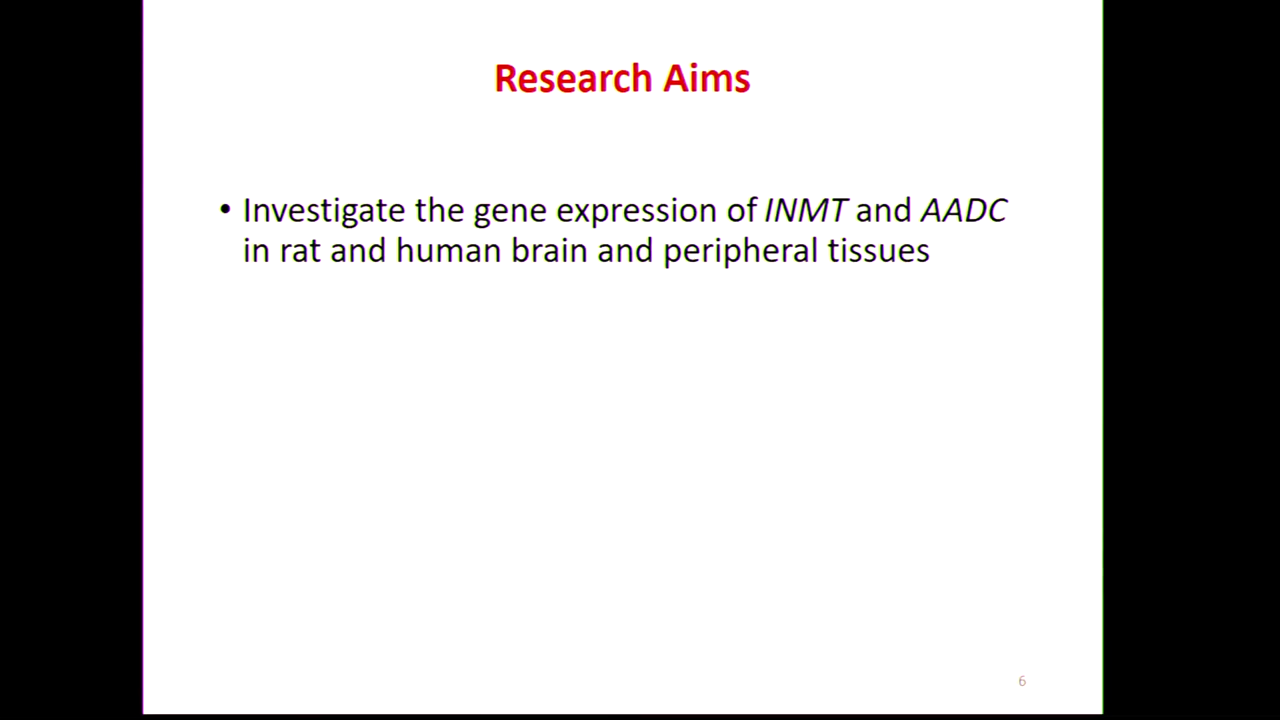 Research Aims
• Investigate the gene expression of INMT and AADC
in rat and human brain and peripheral tissues
6